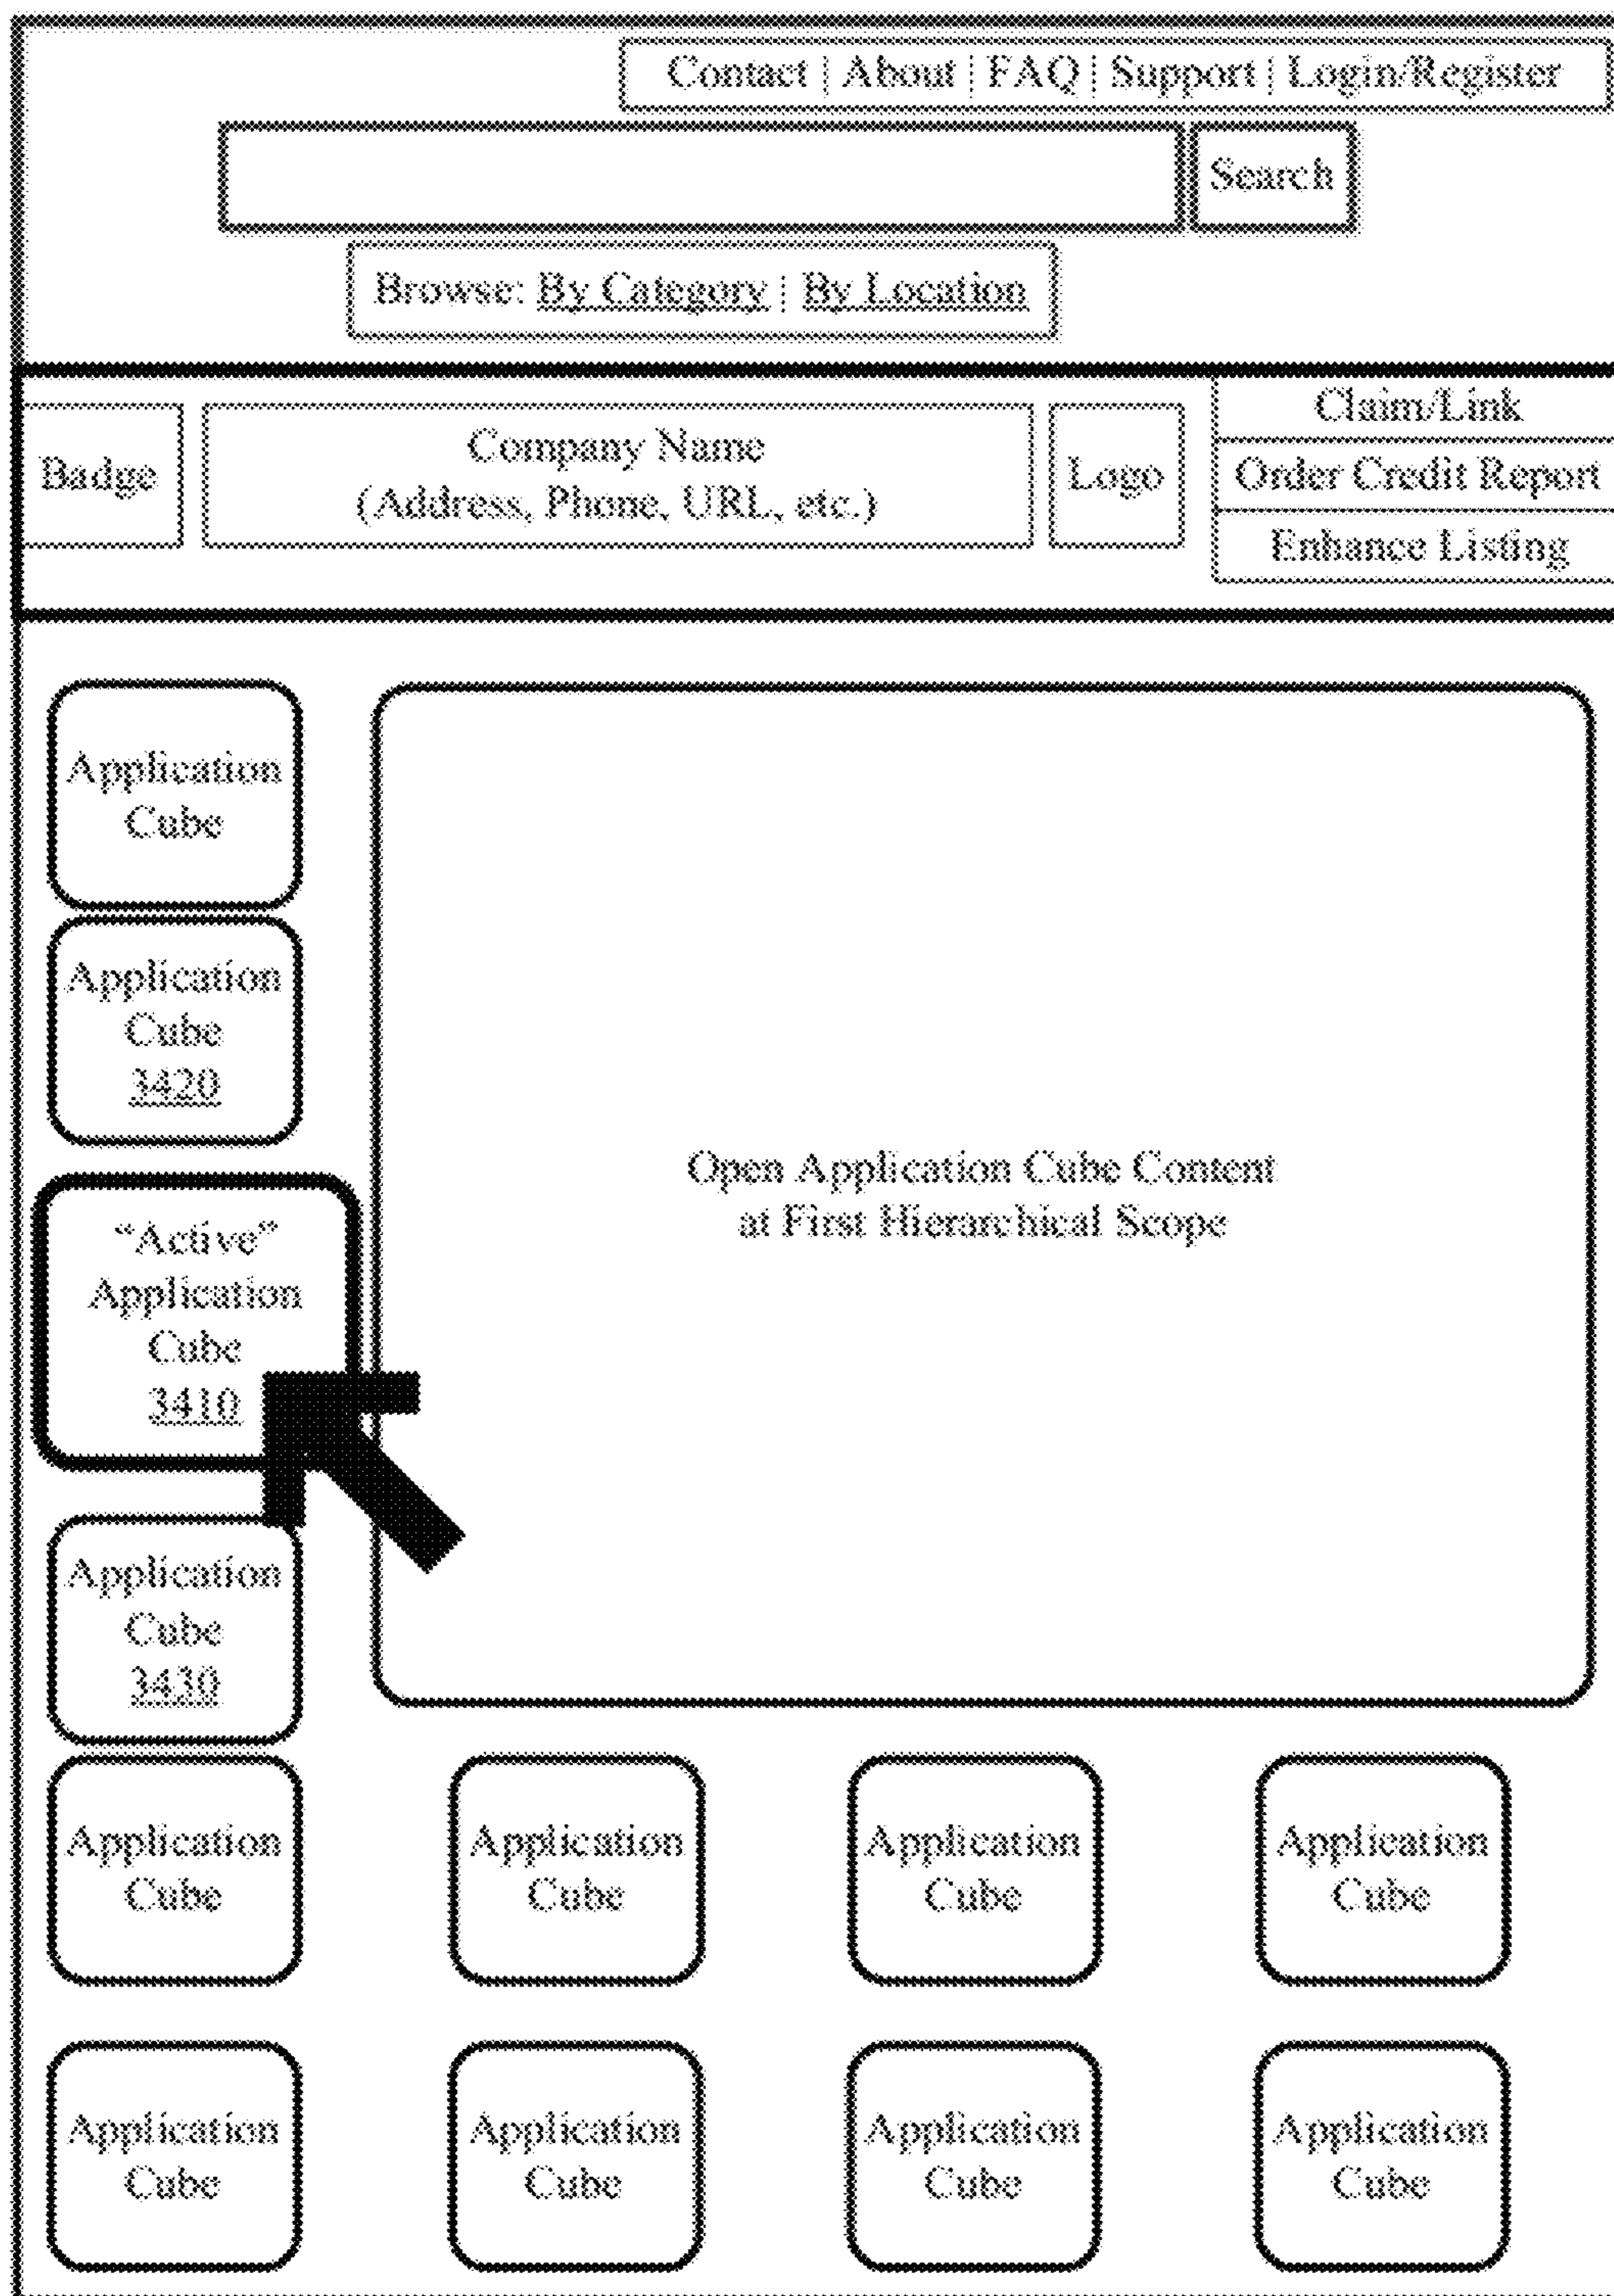 Contact | About | FAQ | Support | Login/Register
Search
Browse: By Category | By Location
Badge
Company Name
(Address, Phone, URL, etc.)
Logo
Claim/Link
Order Credit Report
Enhance Listing
Application
Cube
Application
Cube
3420
“Active”
Application
Cube
3410
Open Application Cube Content
at First Hierarchical Scope
Application
Cube
3430
Application
Cube
Application
Cube
Application
Cube
Application
Cube
Application
Cube
Application
Cube
Application
Cube
Application
Cube